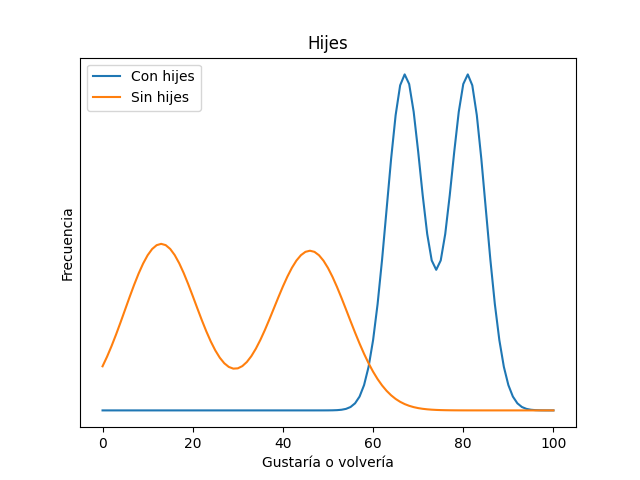 Hijes
Con hijes
Sin hijes
Frecuencia
0 20 40 60 80 100
Gustaría o volvería